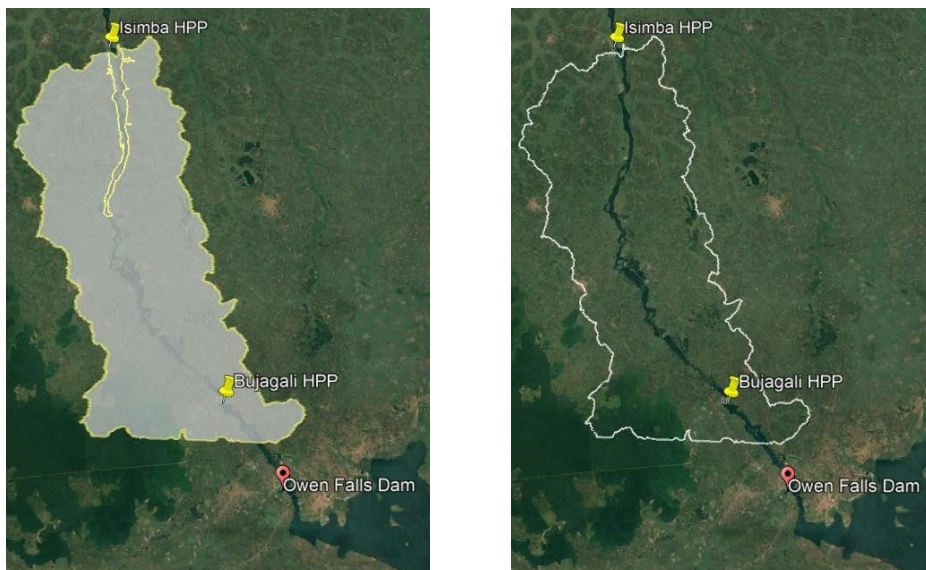 Isimba HPP
Bujagali HPP
Owen Falls Dam
Isimba HPP
Bujagali HPP
Owen Falls Dam